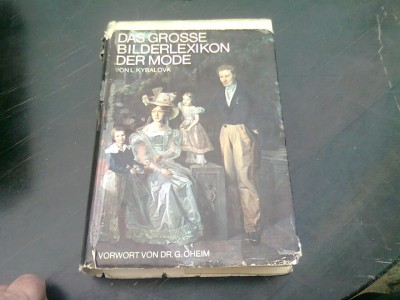 DAS GROSSE
BILDERLEXIKON
DER MODE
VON L. KYBALOVÁ
VORWORT VON DR. G. OHEIM